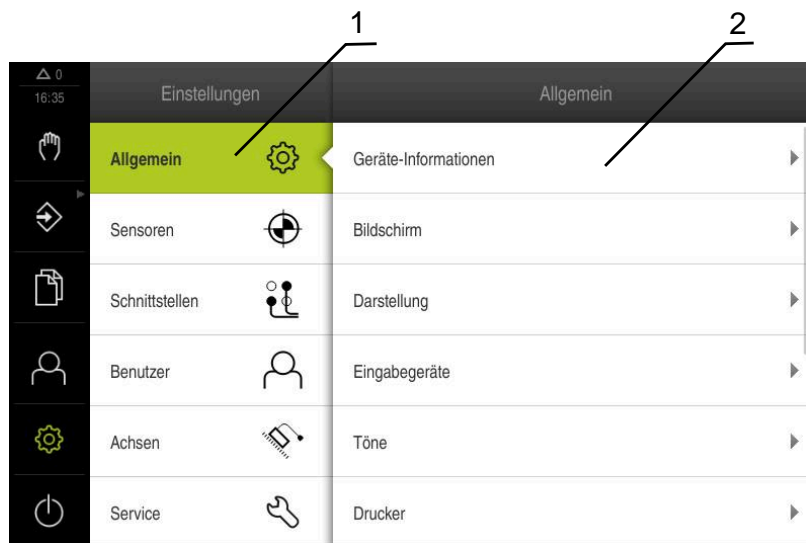 1
2
0
16:35
Einstellungen
Allgemein
Allgemein
Sensoren
Schnittstellen
Benutzer
Achsen
Service
Geräte-Informationen
Bildschirm
Darstellung
Eingabegeräte
Töne
Drucker